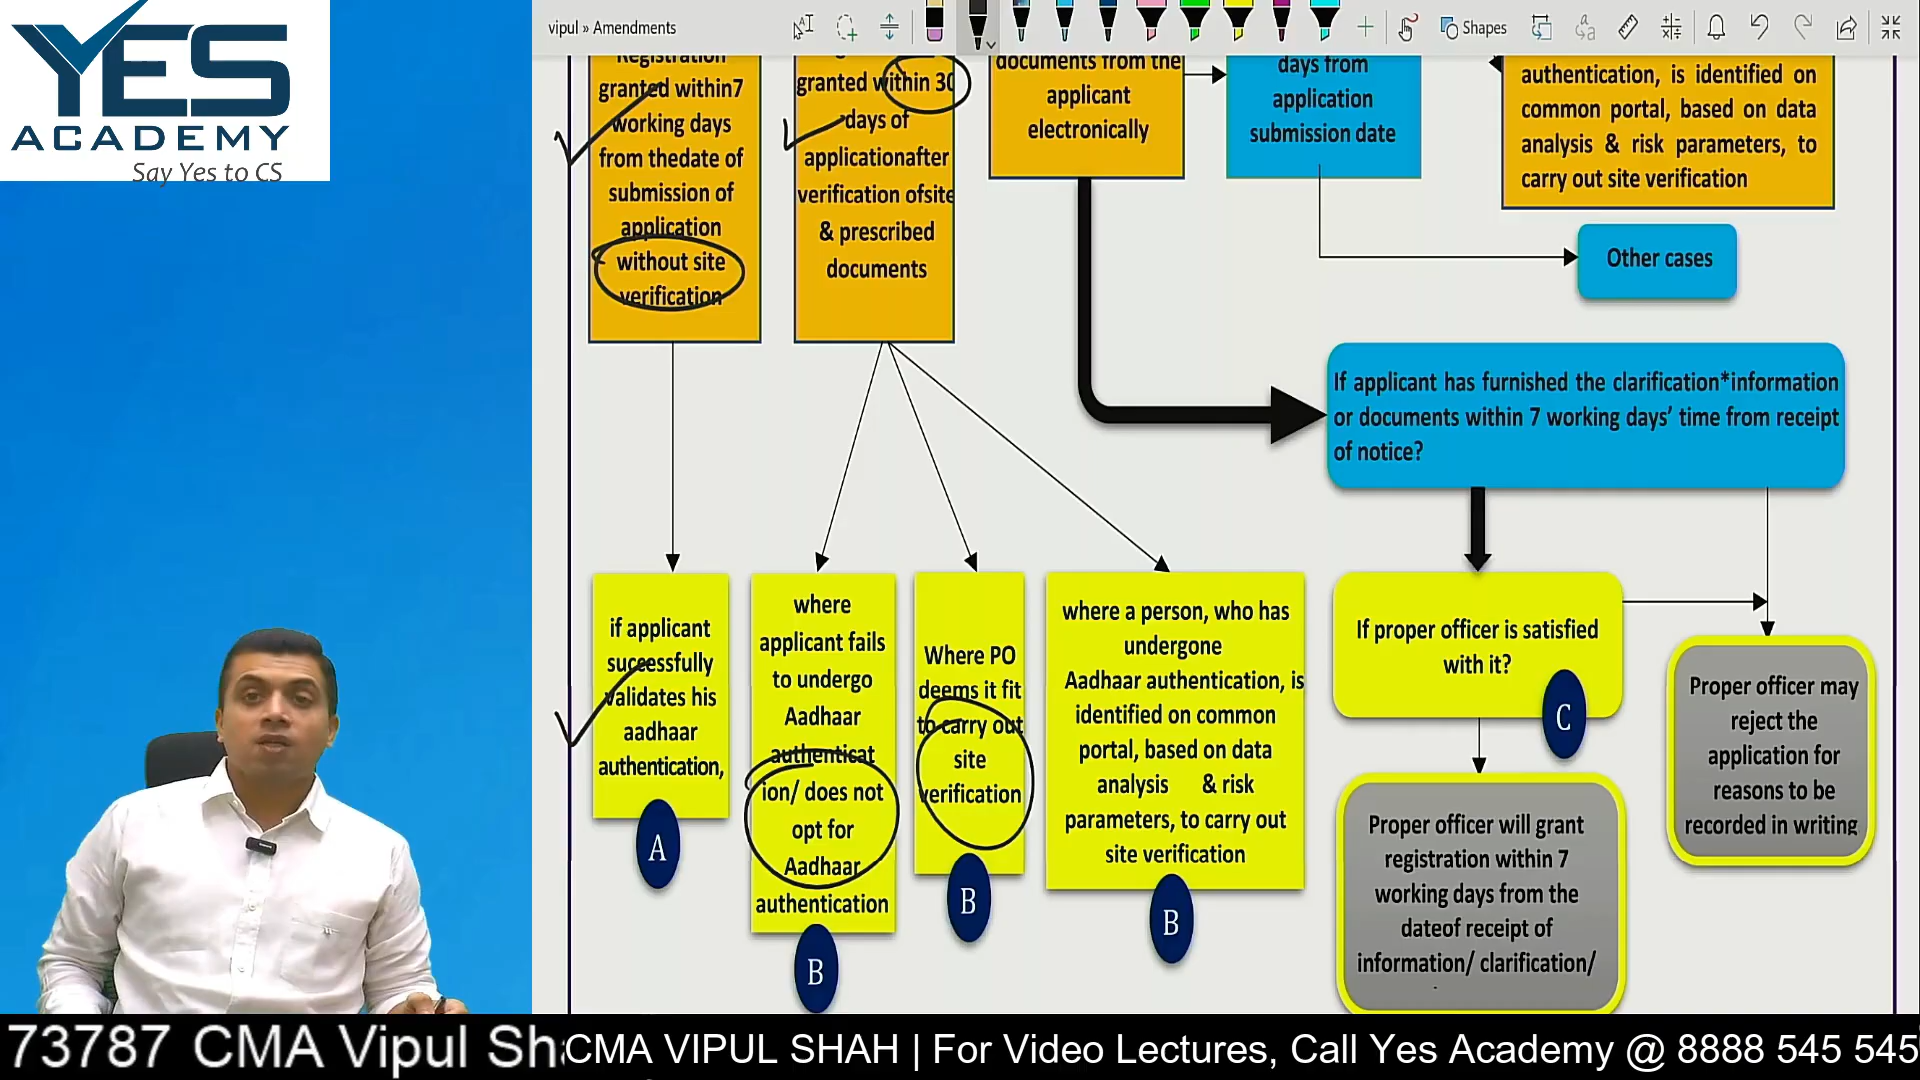 YES
ACADEMY
Say Yes to CS
vipul » Amendments
Shapes
Registration
granted within7
working days
from thedate of
submission of
application
without site
verification
granted within 30
days of
applicationafter
verification ofsite
& prescribed
documents
documents from the
applicant
electronically
days from
application
submission date
authentication, is identified on
common portal, based on data
analysis & risk parameters, to
carry out site verification
Other cases
If applicant has furnished the clarification*information
or documents within 7 working days’ time from receipt
of notice?
if applicant
successfully
validates his
aadhaar
authentication,
A
where
applicant fails
to undergo
Aadhaar
authenticat
ion/ does not
opt for
Aadhaar
authentication
B
Where PO
deems it fit
to carry out
site
verification
B
where a person, who has
undergone
Aadhaar authentication, is
identified on common
portal, based on data
analysis & risk
parameters, to carry out
site verification
B
If proper officer is satisfied
with it?
C
Proper officer may
reject the
application for
reasons to be
recorded in writing
Proper officer will grant
registration within 7
working days from the
dateof receipt of
information/ clarification/
73787 CMA Vipul Sh
CMA VIPUL SHAH | For Video Lectures, Call Yes Academy @ 8888 545 545